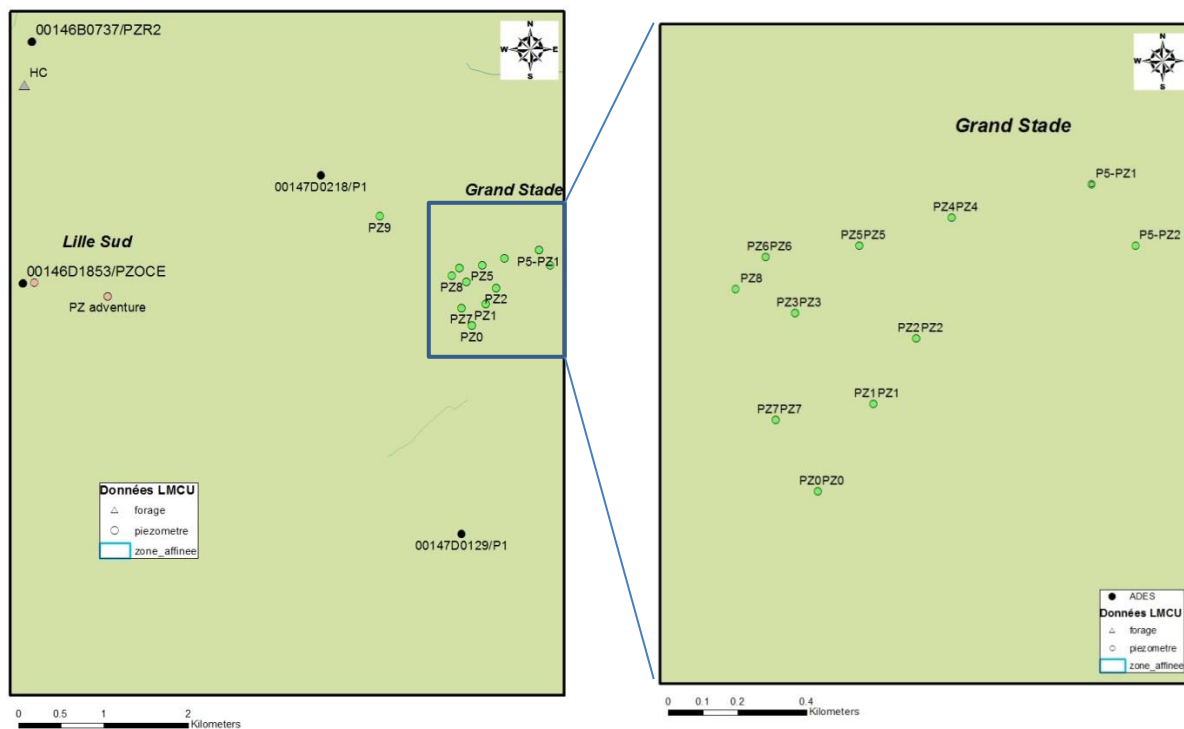 00146B0737/PZR2
N
W
E
S
HC
00147D0218/P1
Grand Stade
PZ9
Lille Sud
00146D1853/PZOCE
PZ adventure
P5-PZ1
PZ5
PZ8
PZ2
PZ1
PZ7
PZ0
Données LMCU
forage
piezomètre
zone_affinee
00147D0129/P1
0 0.5 1 2
Kilometers
N
W
E
S
Grand Stade
P5-PZ1
PZ4PZ4
P5-PZ2
PZ5PZ5
PZ6PZ6
PZ8
PZ3PZ3
PZ2PZ2
PZ1PZ1
PZ7PZ7
PZ0PZ0
ADES
Données LMCU
forage
piezomètre
zone_affinee
0 0.1 0.2 0.4
Kilometers